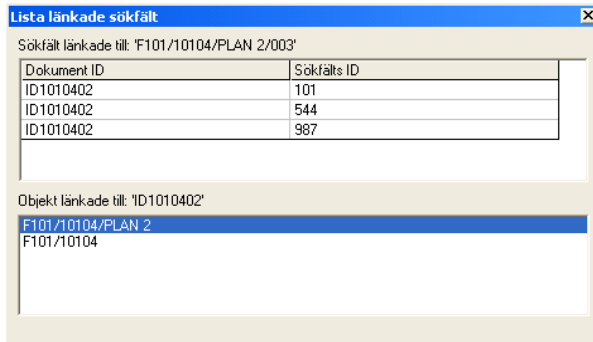 Lista länkade sökfält
Sökfält länkade till: 'F101/10104/PLAN 2/003'
Dokument ID Sökfälts ID
ID1010402 101
ID1010402 544
ID1010402 987
Objekt länkade till: 'ID1010402'
F101/10104/PLAN 2
F101/10104